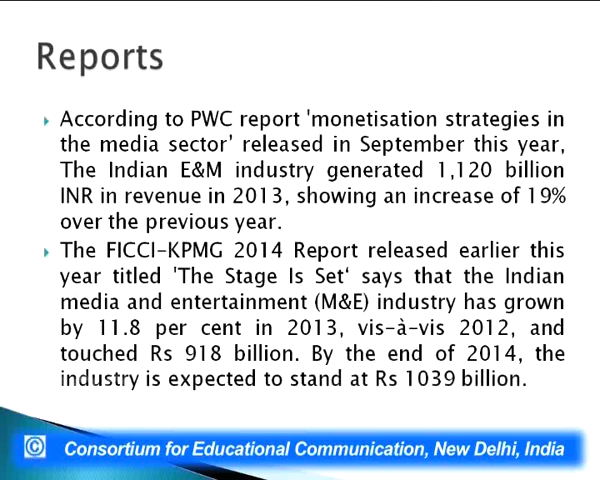 Reports
According to PWC report 'monetisation strategies in
the media sector' released in September this year,
The Indian E&M industry generated 1,120 billion
INR in revenue in 2013, showing an increase of 19%
over the previous year.
The FICCI-KPMG 2014 Report released earlier this
year titled 'The Stage Is Set‘ says that the Indian
media and entertainment (M&E) industry has grown
by 11.8 per cent in 2013, vis-à-vis 2012, and
touched Rs 918 billion. By the end of 2014, the
industry is expected to stand at Rs 1039 billion.
© Consortium for Educational Communication, New Delhi, India